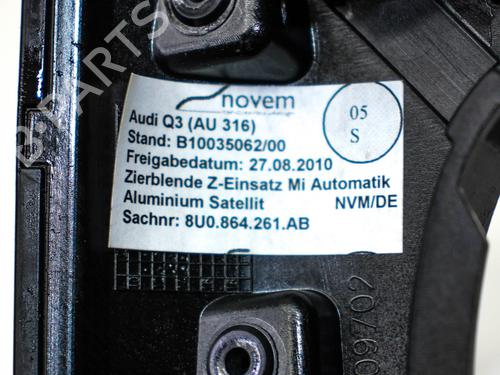 novem
05
S
Audi Q3 (AU 316)
Stand: B10035062/00
Freigabedatum: 27.08.2010
Zierblende Z-Einsatz Mi Automatik
Aluminium Satellit NVM/DE
Sachnr: 8U0.864.261.AB
B-PARTS